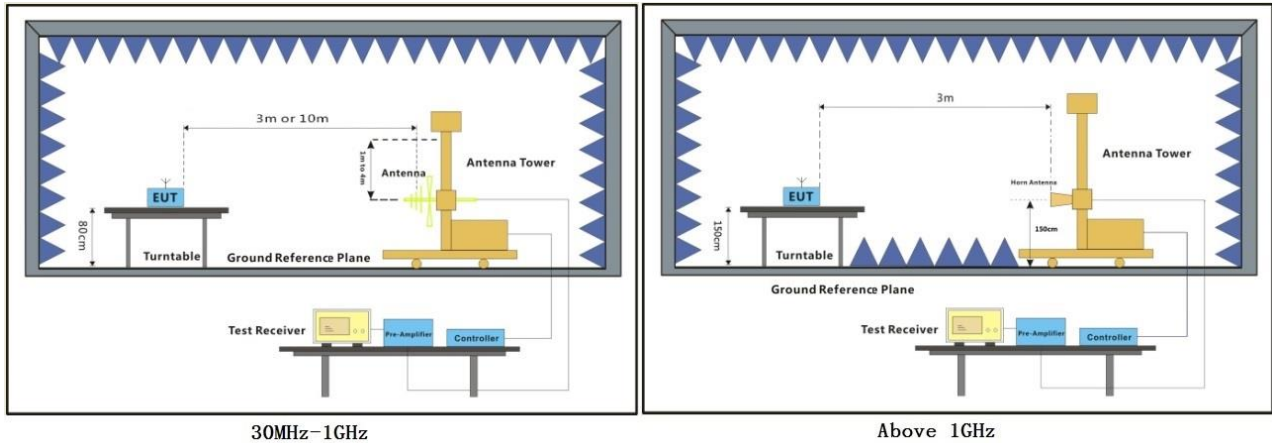 3m or 10m
1m to 4m
Antenna
Antenna Tower
EUT
80cm
Turntable
Ground Reference Plane
Test Receiver
Pre-Amplifier
Controller
30MHz-1GHz
3m
Antenna Tower
Horn Antenna
EUT
150cm
150cm
Turntable
Ground Reference Plane
Test Receiver
Pre-Amplifier
Controller
Above 1GHz